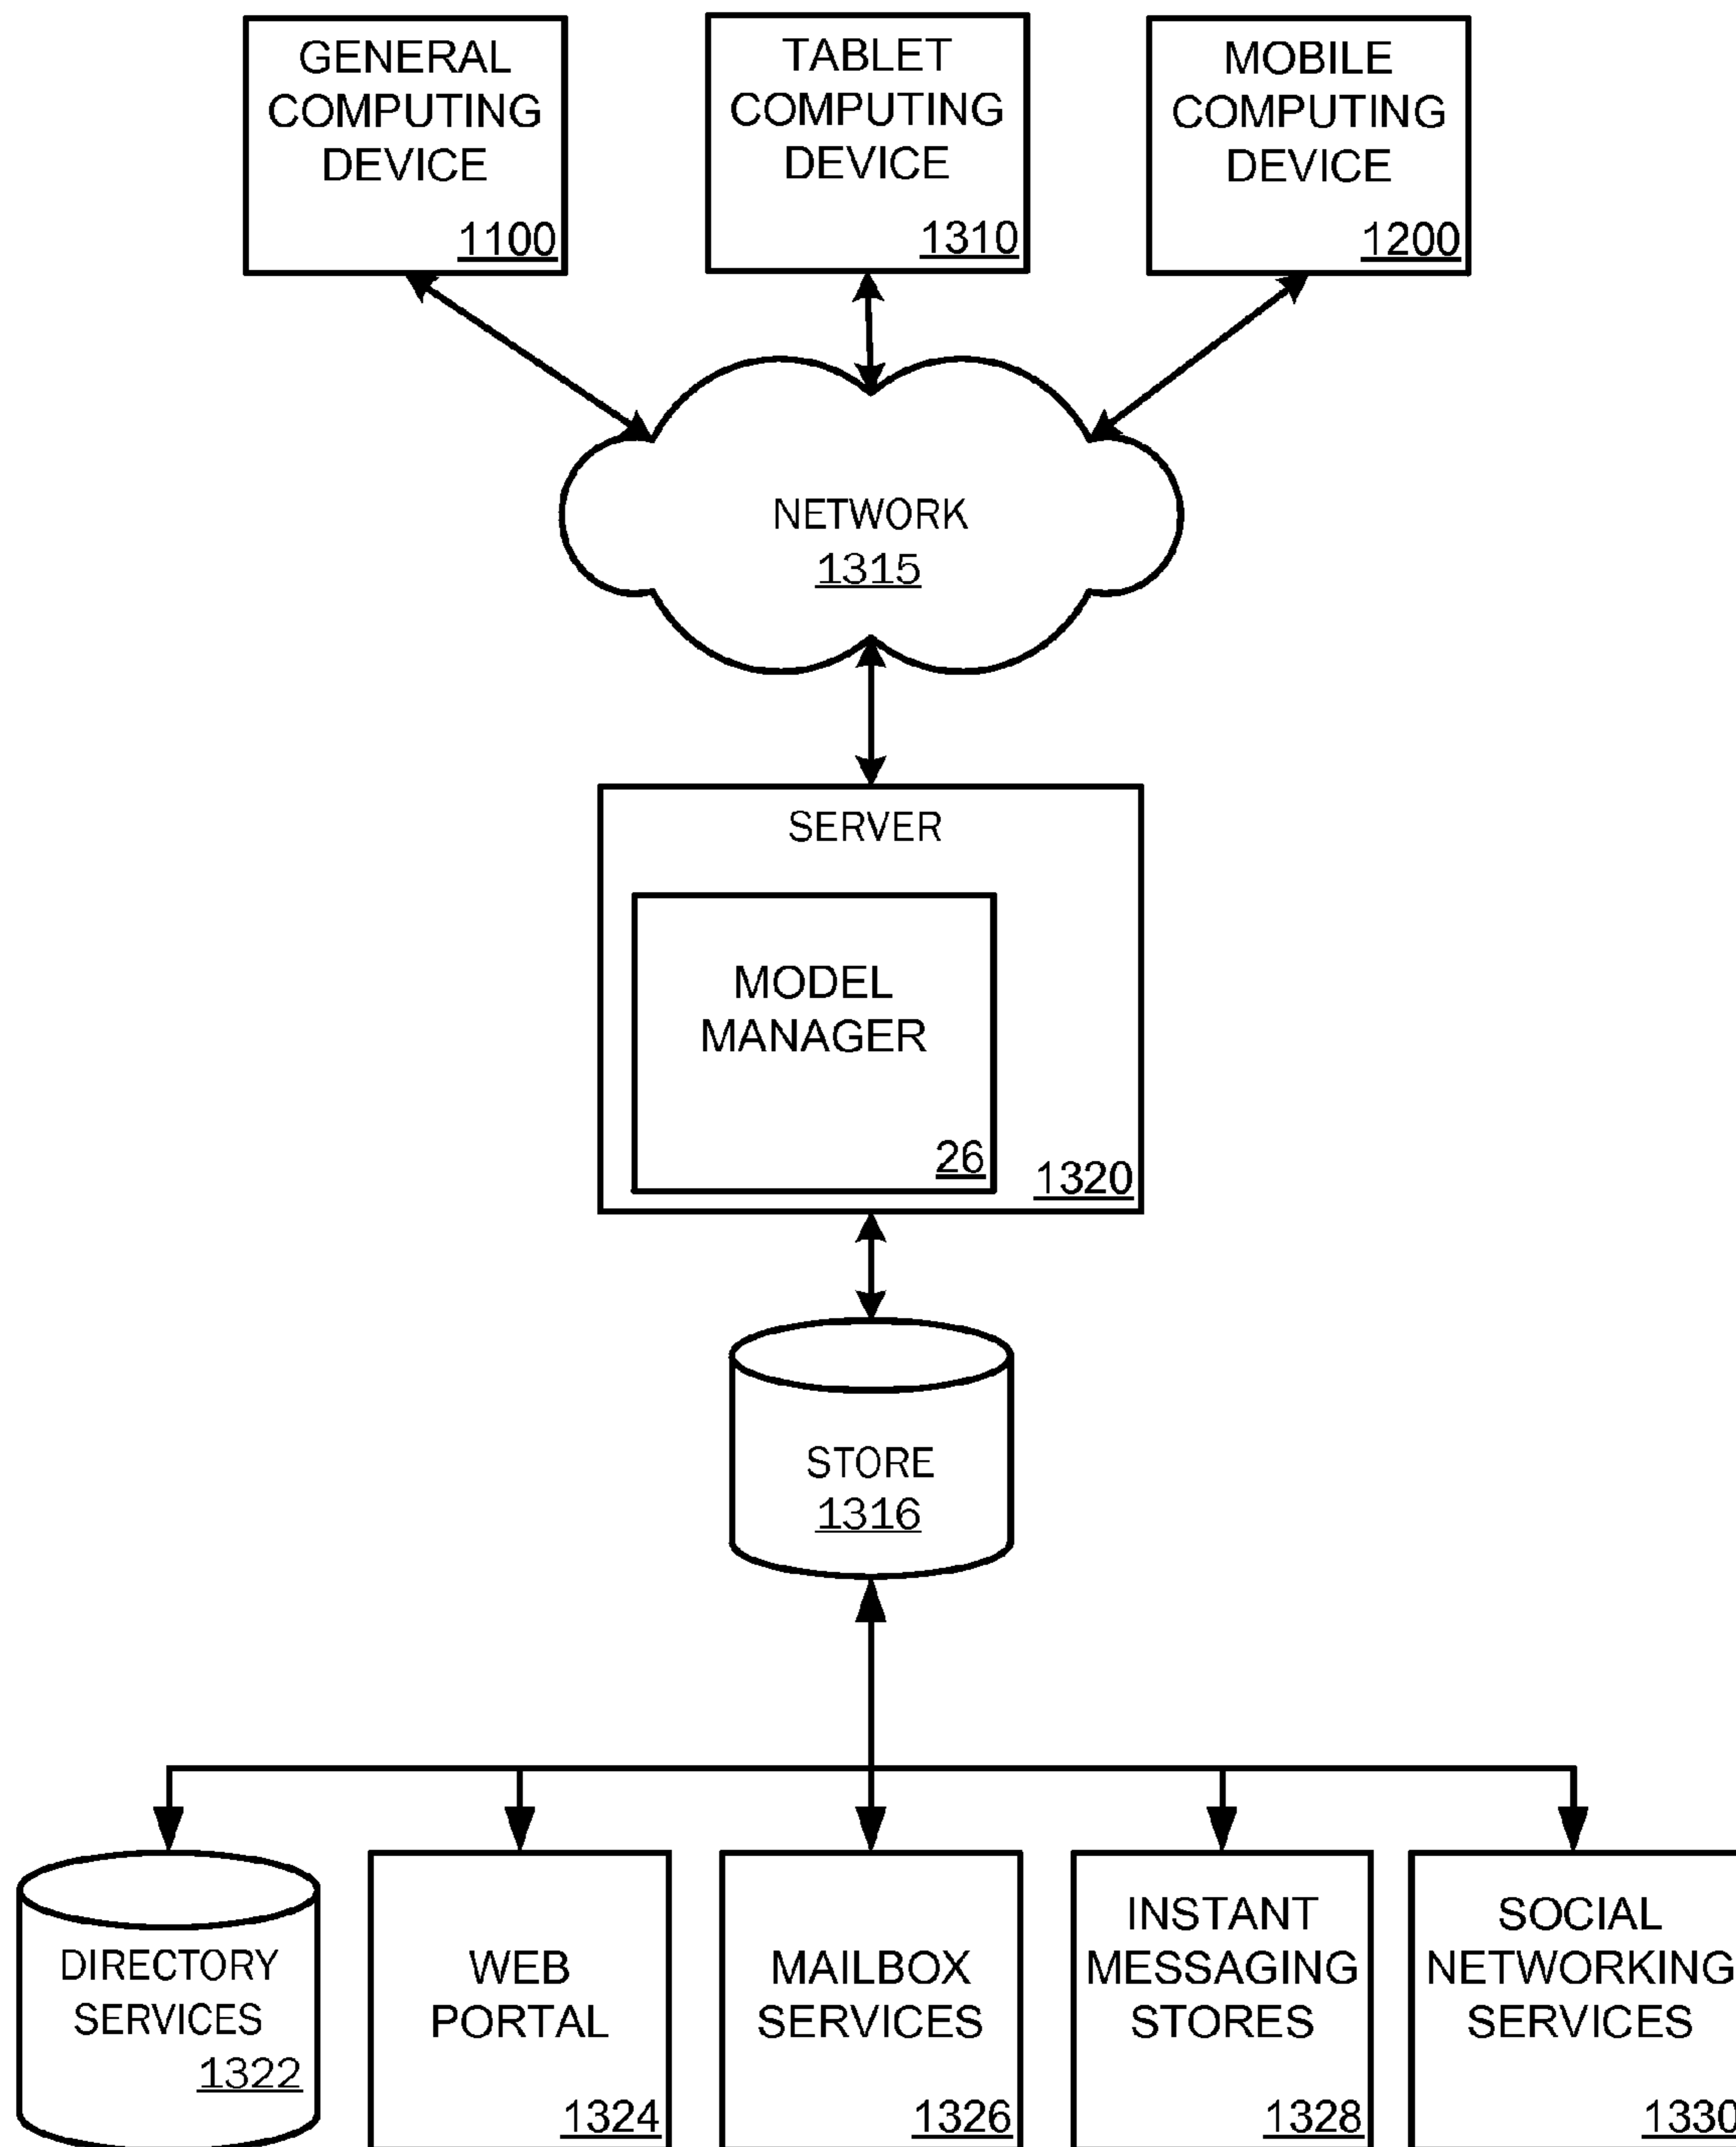 GENERAL
COMPUTING
DEVICE
1100
TABLET
COMPUTING
DEVICE
1310
MOBILE
COMPUTING
DEVICE
1200
NETWORK
1315
SERVER
MODEL
MANAGER
26
1320
STORE
1316
DIRECTORY
SERVICES
1322
WEB
PORTAL
1324
MAILBOX
SERVICES
1326
INSTANT
MESSAGING
STORES
1328
SOCIAL
NETWORKING
SERVICES
1330